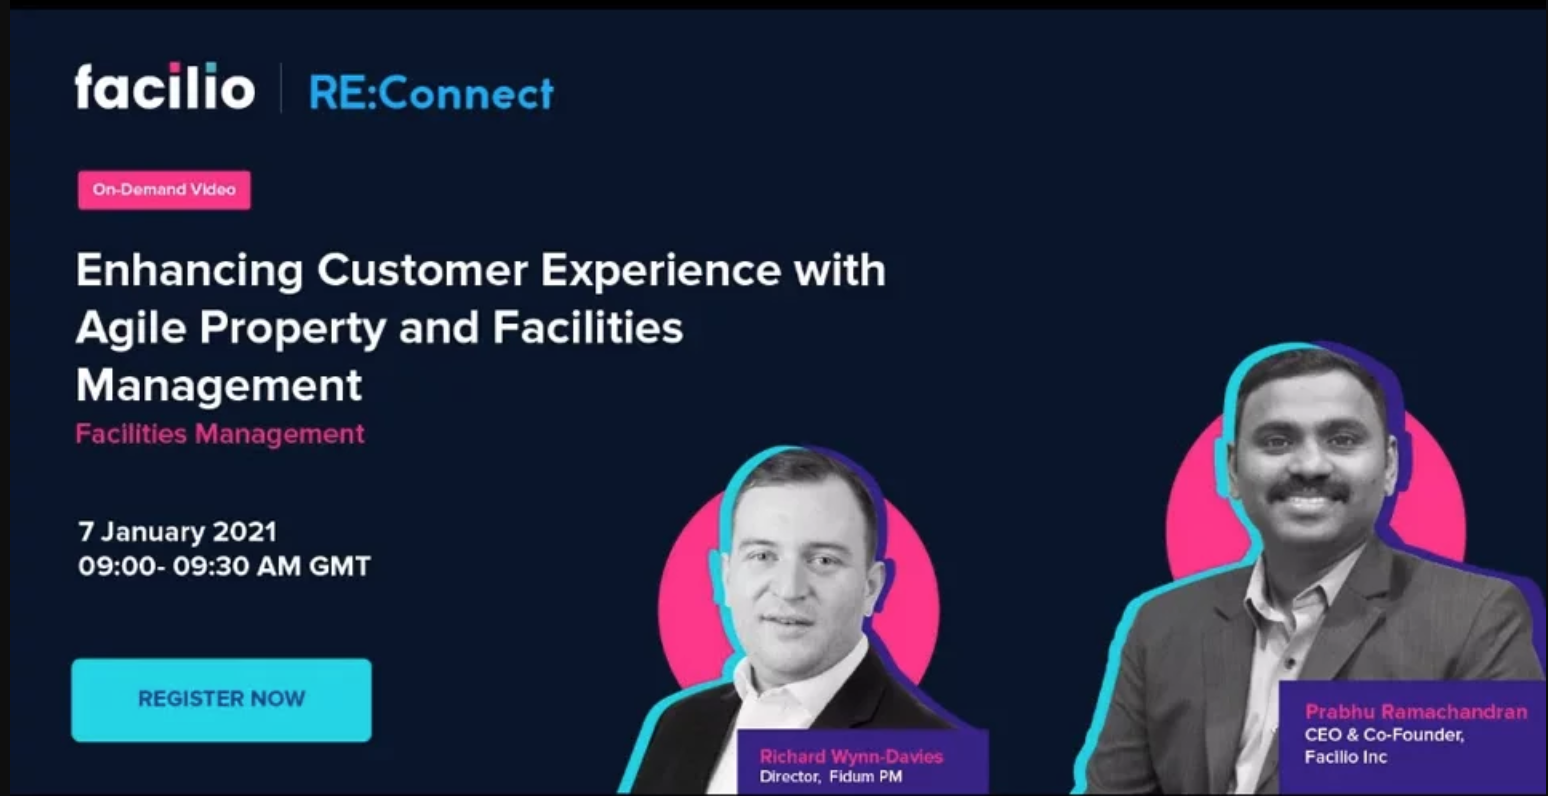 facilio
RE:Connect
On-Demand Video
Enhancing Customer Experience with
Agile Property and Facilities
Management
Facilities Management
7 January 2021
09:00- 09:30 AM GMT
REGISTER NOW
Richard Wynn-Davies
Director, Fidum PM
Prabhu Ramachandran
CEO & Co-Founder,
Facilio Inc